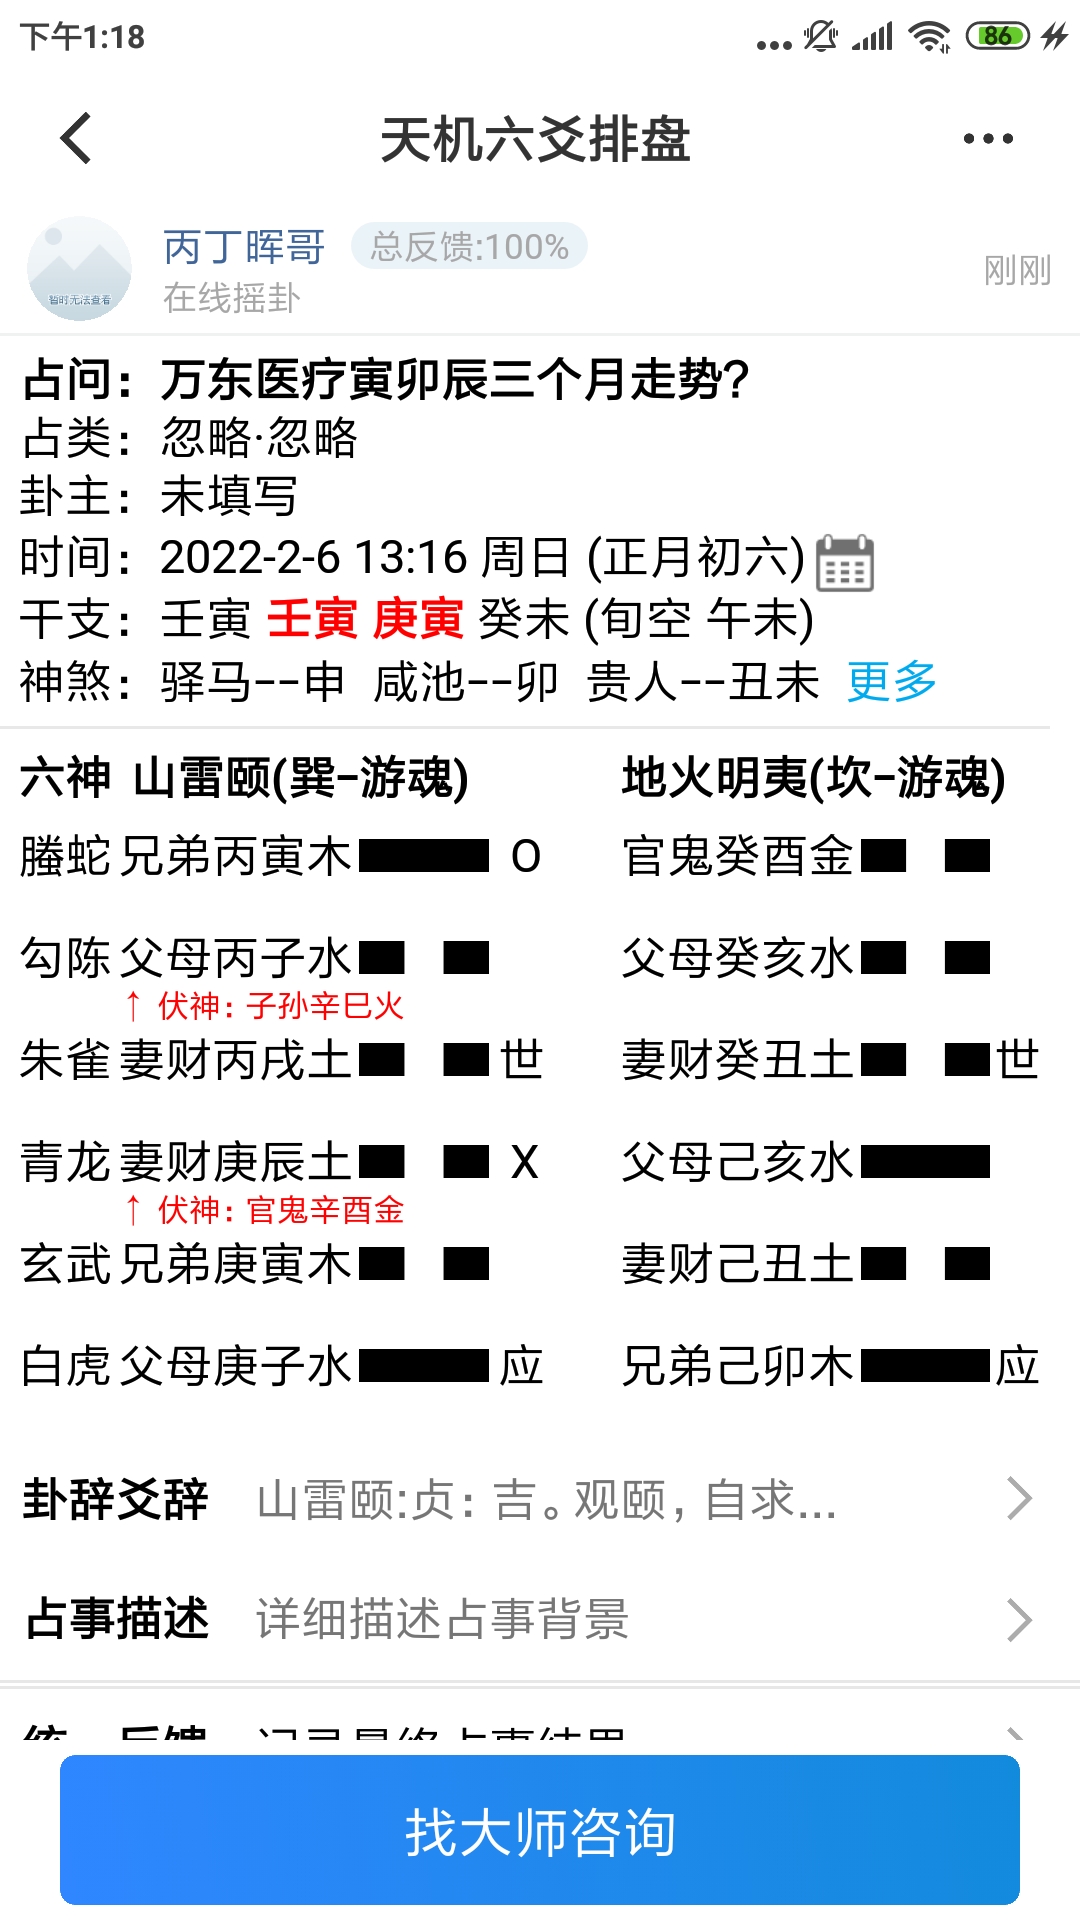 下午1:18
86
天机六爻排盘
丙丁晖哥 总反馈:100%
暂时无法查看
在线摇卦
刚刚
占问：万东医疗寅卯辰三个月走势?
占类：忽略·忽略
卦主：未填写
时间：2022-2-6 13:16 周日 (正月初六)
干支：壬寅 壬寅 庚寅 癸未 (旬空 午未)
神煞：驿马--申 咸池--卯 贵人--丑未 更多
六神 山雷颐(巽-游魂) 地火明夷(坎-游魂)
螣蛇 兄弟丙寅木 O 官鬼癸酉金
勾陈 父母丙子水 父母癸亥水
↑ 伏神: 子孙辛巳火
朱雀 妻财丙戌土 世 妻财癸丑土 世
青龙 妻财庚辰土 X 父母己亥水
↑ 伏神: 官鬼辛酉金
玄武 兄弟庚寅木 妻财己丑土
白虎 父母庚子水 应 兄弟己卯木 应
卦辞爻辞 山雷颐:贞：吉。观颐，自求...
占事描述 详细描述占事背景
找大师咨询